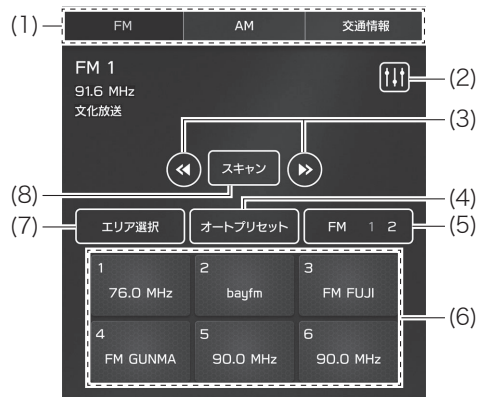 (1)
FM AM 交通情報
FM 1
91.6 MHz
文化放送
(2)
(3)
スキャン
(8)
(4)
(7)
エリア選択 オートプリセット FM 1 2
(5)
1 2 3
76.0 MHz bayfm FM FUJI
(6)
4 5 6
FM GUNMA 90.0 MHz 90.0 MHz